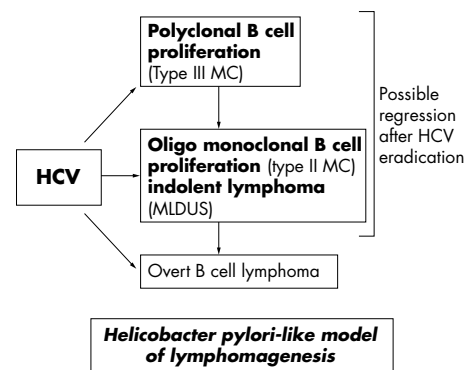 Polyclonal B cell
proliferation
(Type III MC)
Possible
regression
after HCV
eradication
HCV
Oligo monoclonal B cell
proliferation (type II MC)
indolent lymphoma
(MLDUS)
Overt B cell lymphoma
Helicobacter pylori-like model
of lymphomagenesis